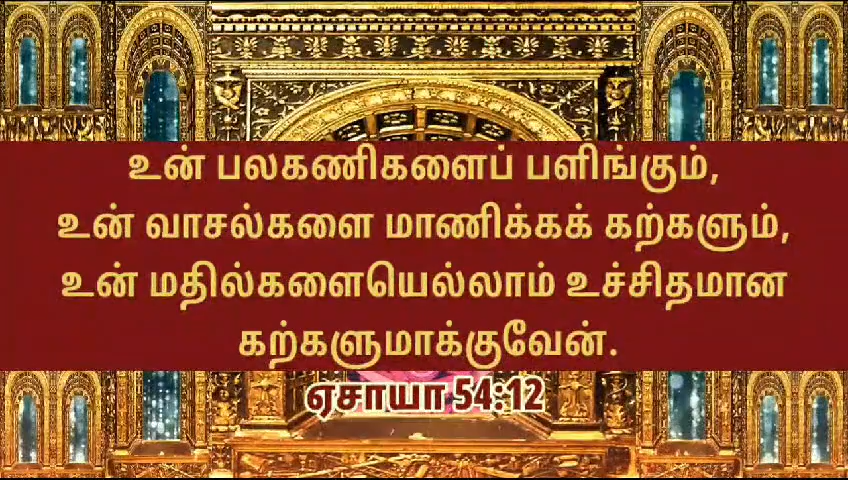 உன் பலகணிகளைப் பளிங்கும்,
உன் வாசல்களை மாணிக்கக் கற்களும்,
உன் மதில்களையெல்லாம் உச்சிதமான
கற்களுமாக்குவேன்.
ஏசாயா 54:12